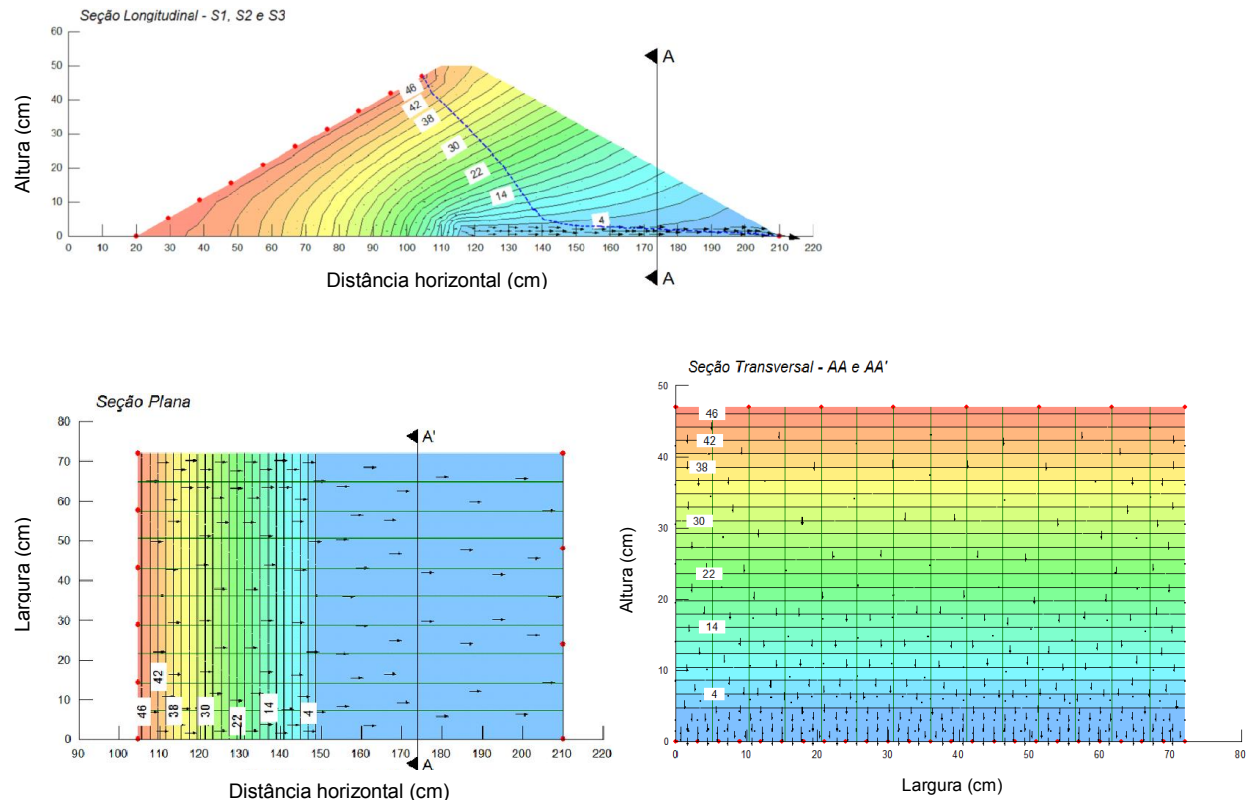 Seção Longitudinal - S1, S2 e S3
60
50
40
30
20
10
0
Altura (cm)
46
42
38
30
22
14
4
A
A
0 10 20 30 40 50 60 70 80 90 100 110 120 130 140 150 160 170 180 190 200 210 220
Distância horizontal (cm)
Seção Plana
80
70
60
50
40
30
20
10
0
Largura (cm)
A'
A
46
42
38
30
22
14
4
90 100 110 120 130 140 150 160 170 180 190 200 210 220
Distância horizontal (cm)
Seção Transversal - AA e AA'
50
40
30
20
10
0
Altura (cm)
46
42
38
30
22
14
4
0 10 20 30 40 50 60 70 80
Largura (cm)